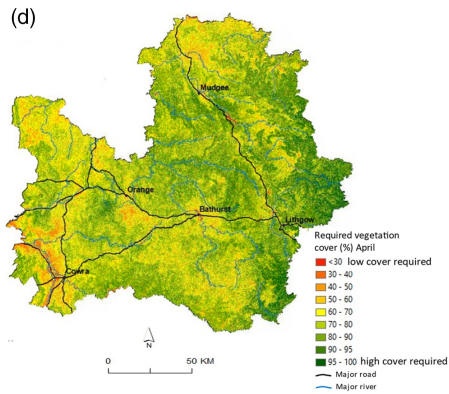 (d)
Mudgee
Orange
Bathurst
Lithgow
Cowra
Required vegetation
cover (%) April
<30 low cover required
30 - 40
40 - 50
50 - 60
60 - 70
70 - 80
80 - 90
90 - 95
95 - 100 high cover required
Major road
Major river
N
0 50 KM